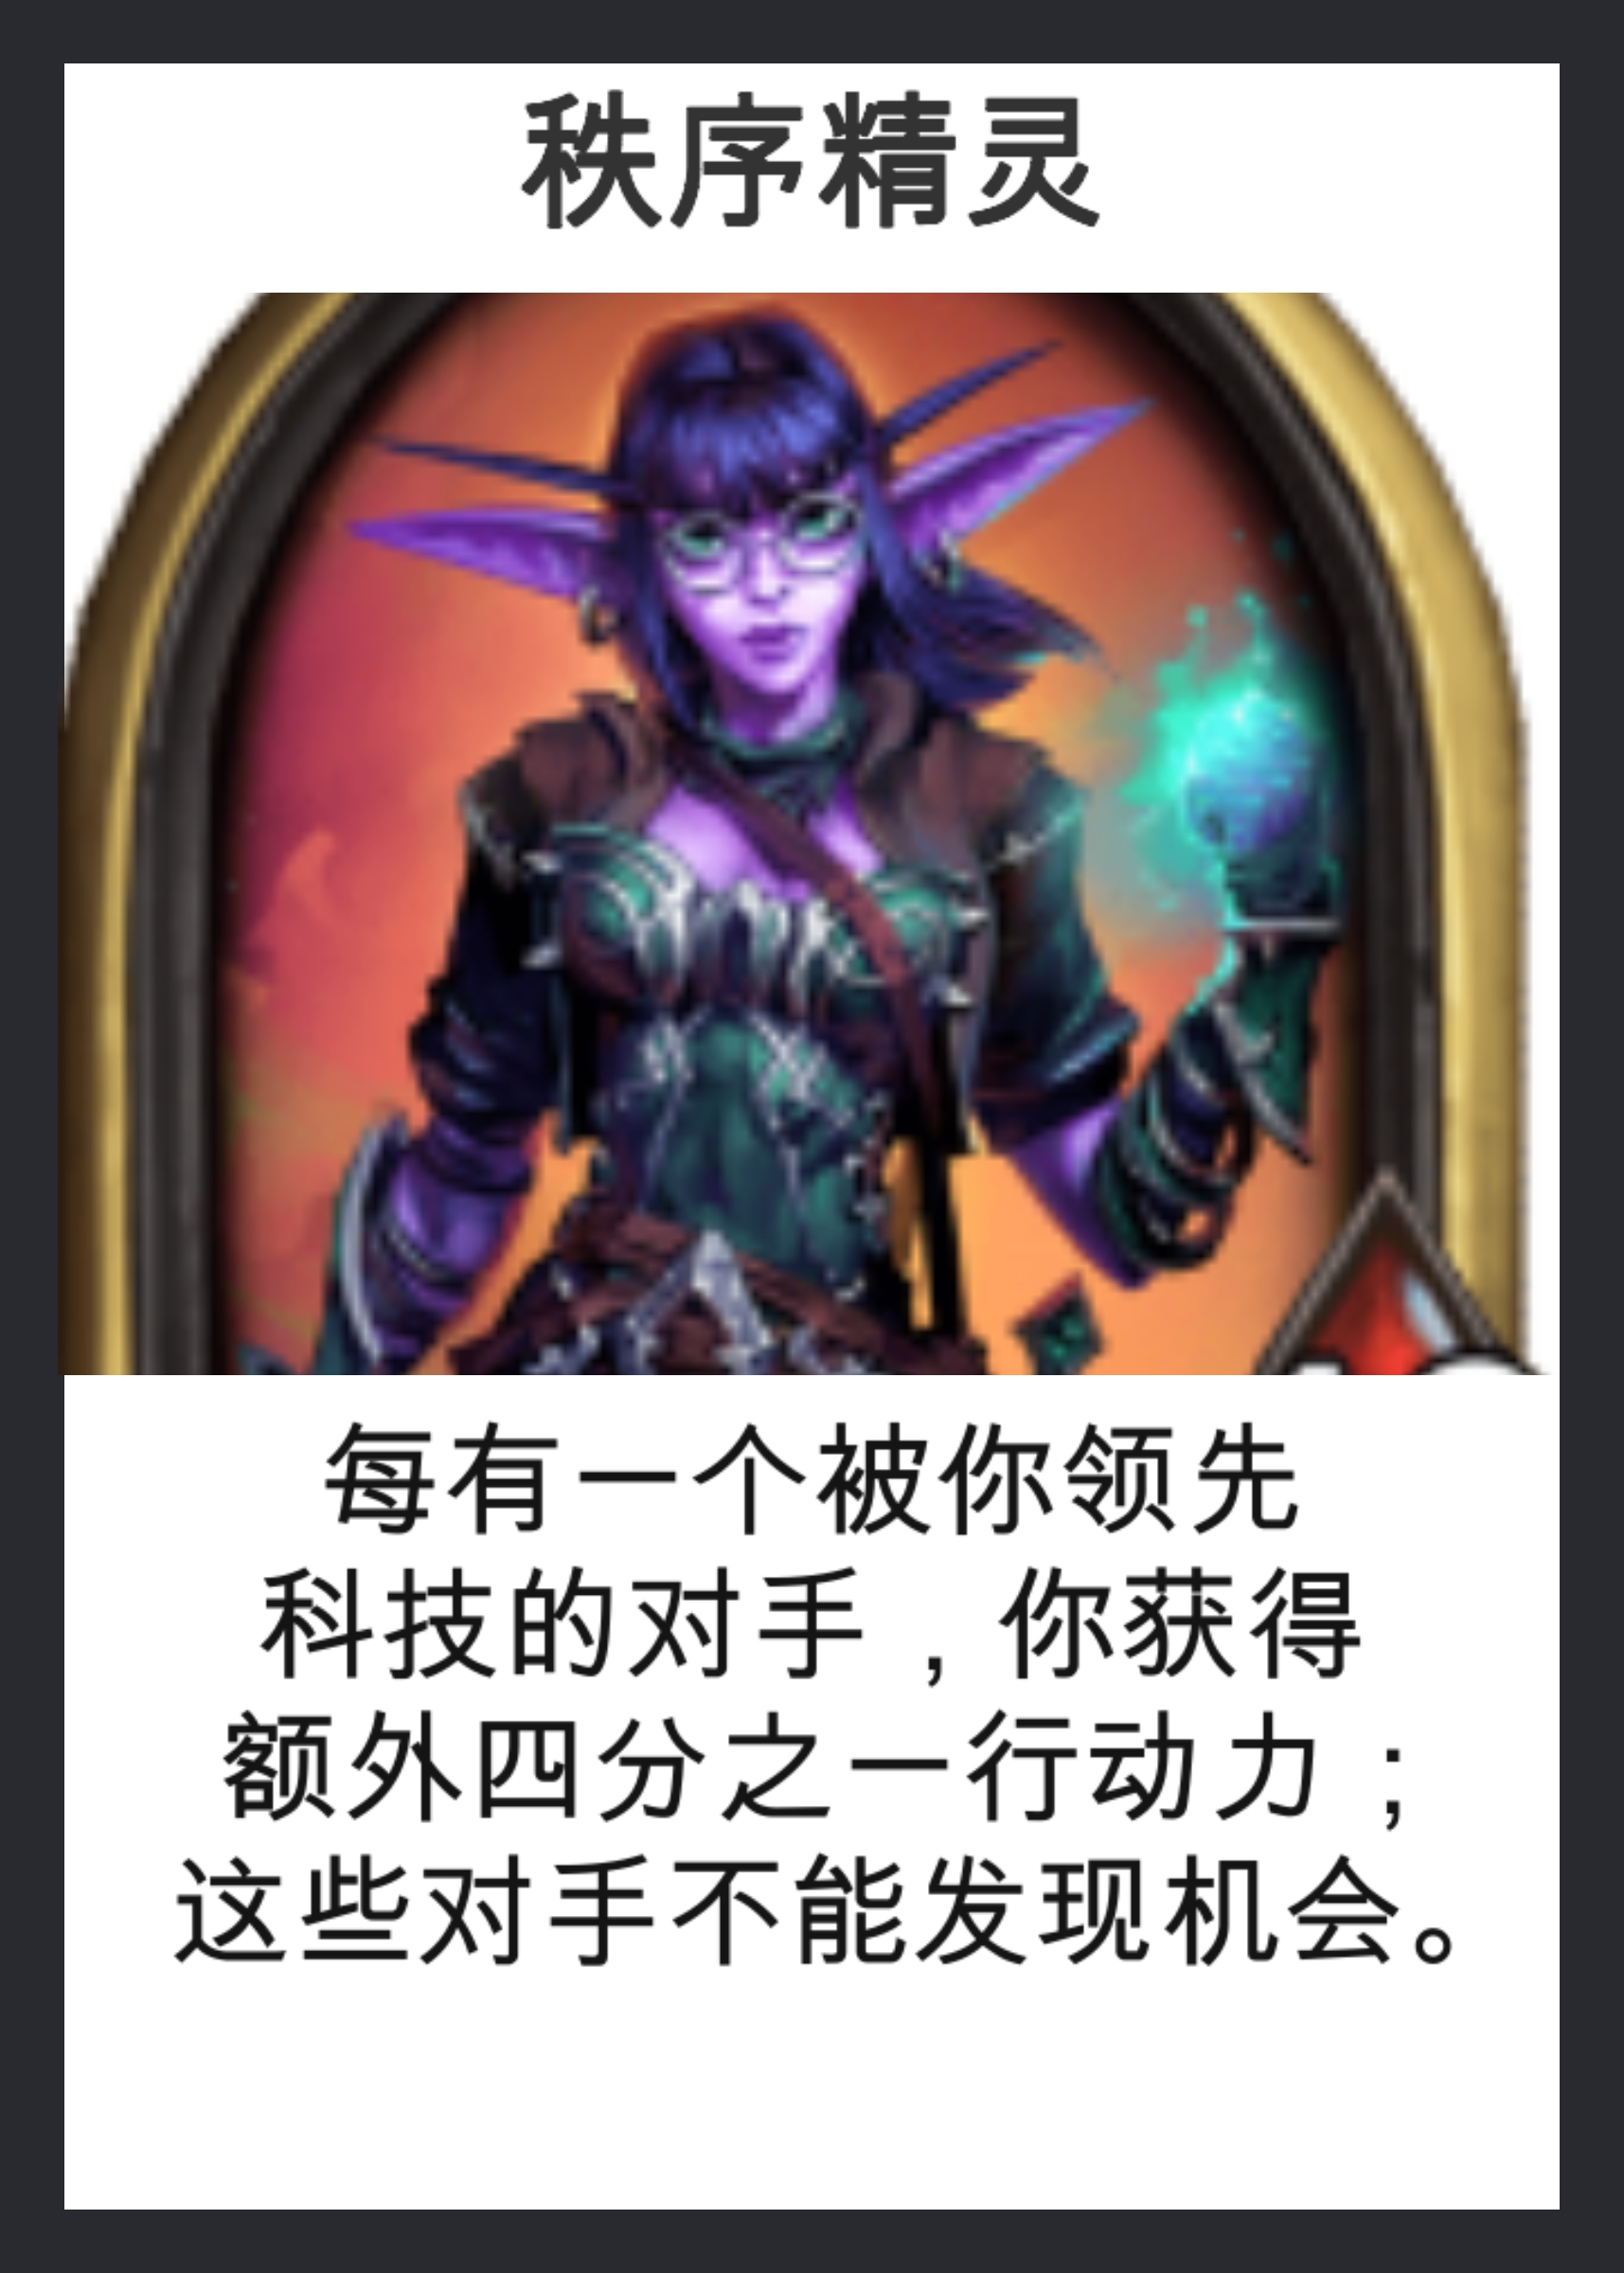 秩序精灵
每有一个被你领先
科技的对手，你获得
额外四分之一行动力；
这些对手不能发现机会。